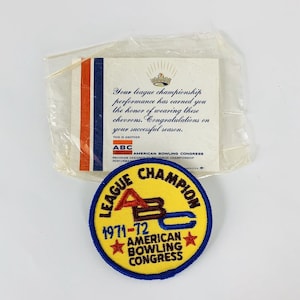 Your league championship
performance has earned you
the honor of wearing these
chevrons. Congratulations on
your successful season.
ABC
AMERICAN BOWLING CONGRESS
LEAGUE CHAMPION
ABC
1971-72
AMERICAN
BOWLING
CONGRESS